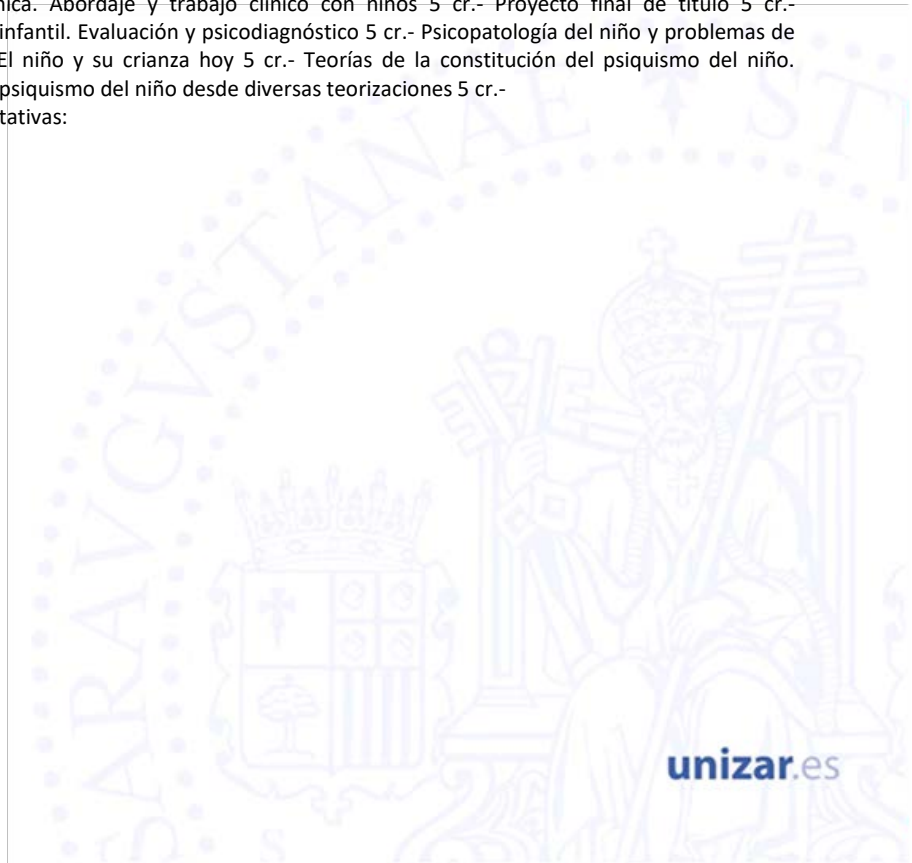 nica. Abordaje y trabajo clínico con niños 5 cr.- Proyecto final de título 5 cr.-
infantil. Evaluación y psicodiagnóstico 5 cr.- Psicopatología del niño y problemas de
El niño y su crianza hoy 5 cr.- Teorías de la constitución del psiquismo del niño.
psiquismo del niño desde diversas teorizaciones 5 cr.-
tativas:
SARAVGVSTANAE ST
S
unizar.es